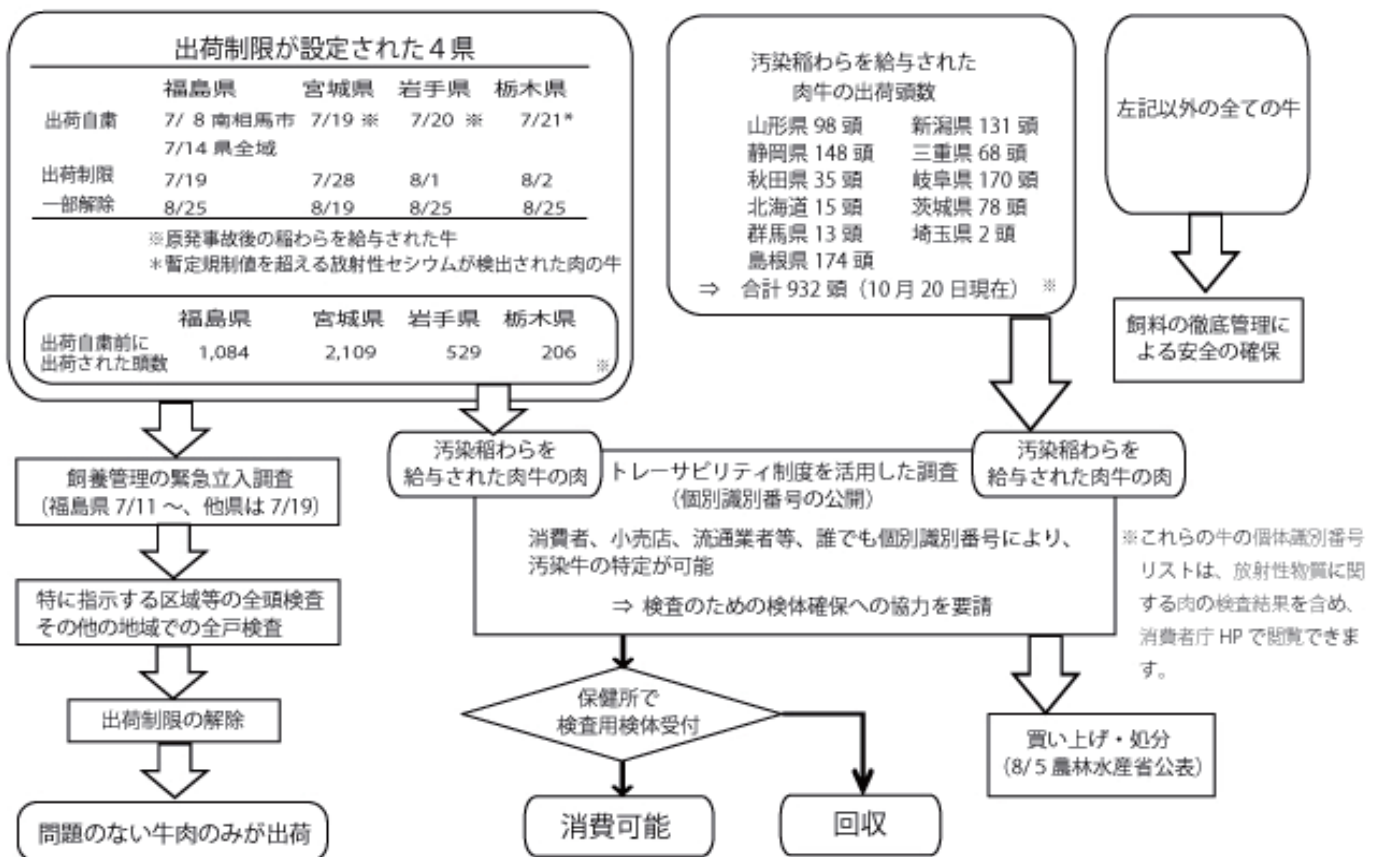 出荷制限が設定された４県
福島県 宮城県 岩手県 栃木県
出荷自粛 7/ 8 南相馬市 7/19 ※ 7/20 ※ 7/21*
7/14 県全域
出荷制限 7/19 7/28 8/1 8/2
一部解除 8/25 8/19 8/25 8/25
※原発事故後の稲わらを給与された牛
＊暫定規制値を超える放射性セシウムが検出された肉の牛
福島県 宮城県 岩手県 栃木県
出荷自粛前に
出荷された頭数 1,084 2,109 529 206 ※
汚染稲わらを給与された
肉牛の出荷頭数
山形県 98 頭 新潟県 131 頭
静岡県 148 頭 三重県 68 頭
秋田県 35 頭 岐阜県 170 頭
北海道 15 頭 茨城県 78 頭
群馬県 13 頭 埼玉県 2 頭
島根県 174 頭
⇒ 合計 932 頭（10 月 20 日現在） ※
左記以外の全ての牛
飼料の徹底管理に
よる安全の確保
飼養管理の緊急立入調査
（福島県 7/11 ～、他県は 7/19）
特に指示する区域等の全頭検査
その他の地域での全戸検査
出荷制限の解除
問題のない牛肉のみが出荷
汚染稲わらを
給与された肉牛の肉
トレーサビリティ制度を活用した調査
（個別識別番号の公開）
汚染稲わらを
給与された肉牛の肉
消費者、小売店、流通業者等、誰でも個別識別番号により、
汚染牛の特定が可能
⇒ 検査のための検体確保への協力を要請
※これらの牛の個体識別番号
リストは、放射性物質に関
する肉の検査結果を含め、
消費者庁 HP で閲覧できま
す。
保健所で
検査用検体受付
消費可能
回収
買い上げ・処分
（8/ 5 農林水産省公表）